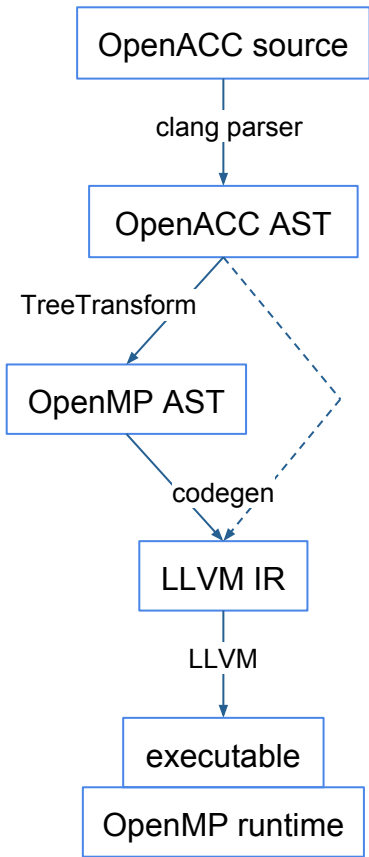 OpenACC source
clang parser
OpenACC AST
TreeTransform
OpenMP AST
codegen
LLVM IR
LLVM
executable
OpenMP runtime